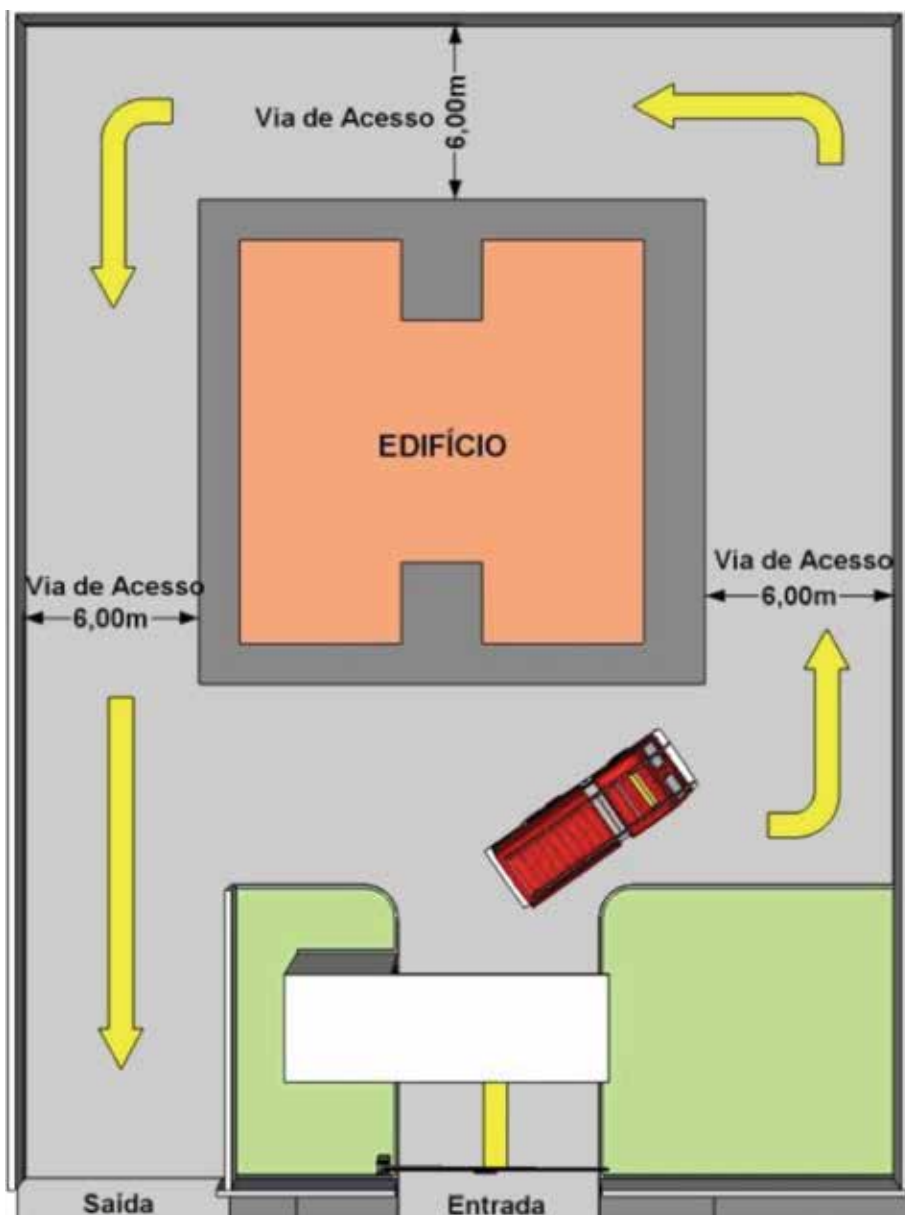 Via de Acesso
6,00m
EDIFÍCIO
Via de Acesso
6,00m
Via de Acesso
6,00m
Saída
Entrada